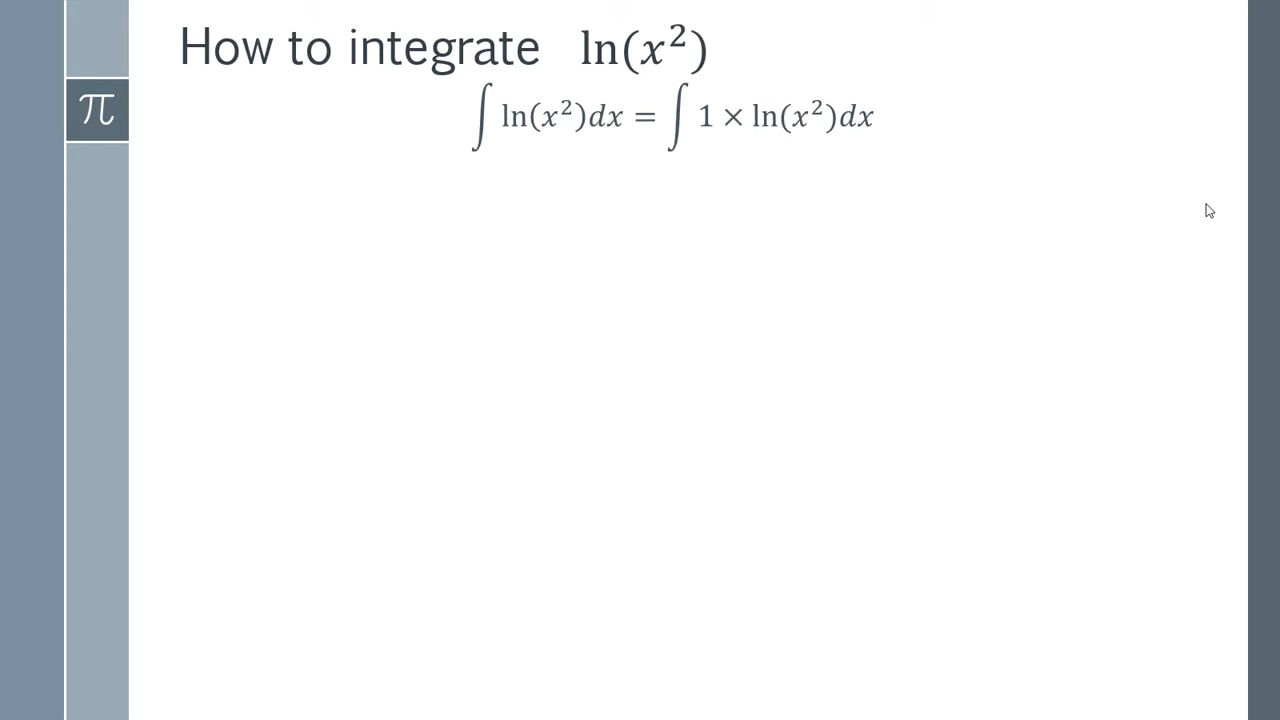 How to integrate ln(x²)
π
∫ ln(x²)dx = ∫ 1 × ln(x²)dx